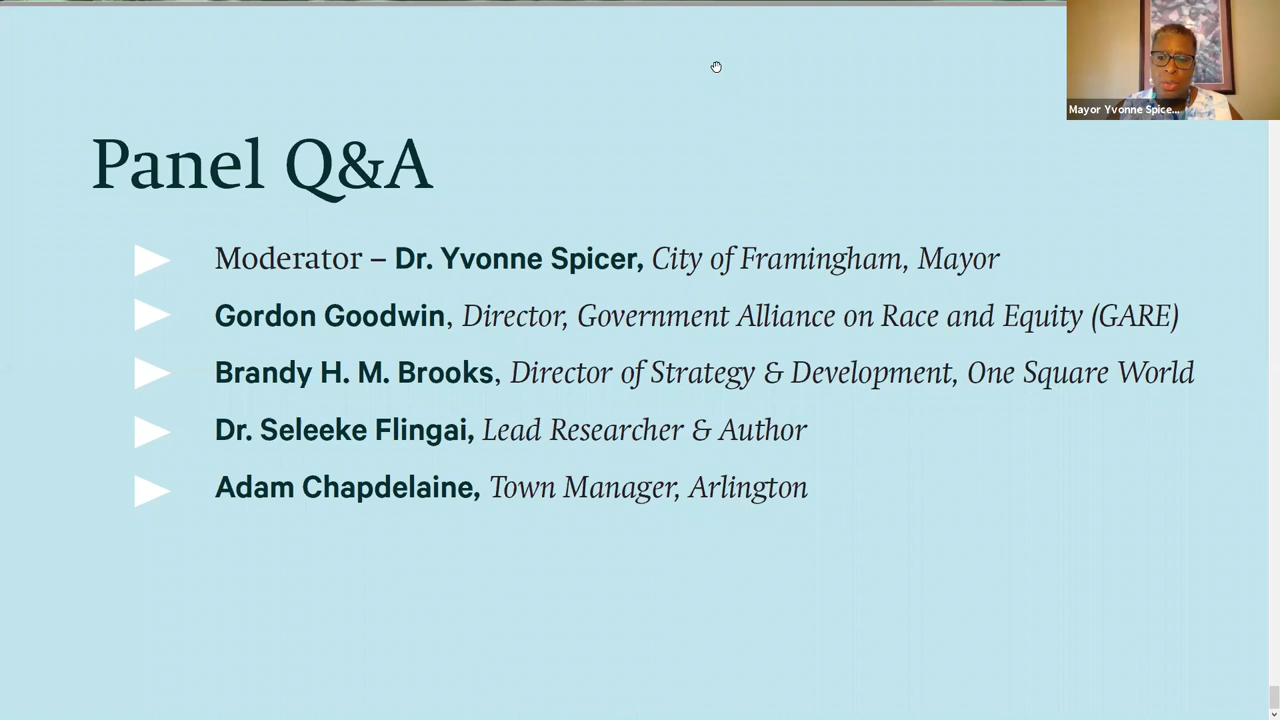 Mayor Yvonne Spice...
Panel Q&A
Moderator – Dr. Yvonne Spicer, City of Framingham, Mayor
Gordon Goodwin, Director, Government Alliance on Race and Equity (GARE)
Brandy H. M. Brooks, Director of Strategy & Development, One Square World
Dr. Seleeke Flingai, Lead Researcher & Author
Adam Chapdelaine, Town Manager, Arlington